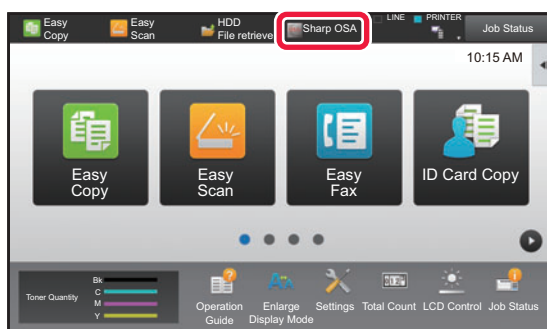 Easy
Copy
Easy
Scan
HDD
File retrieve
Sharp OSA
LINE
PRINTER
Job Status
10:15 AM
Easy
Copy
Easy
Scan
Easy
Fax
ID Card Copy
Toner Quantity
Bk
C
M
Y
Operation
Guide
Enlarge
Display Mode
Settings
Total Count
LCD Control
Job Status